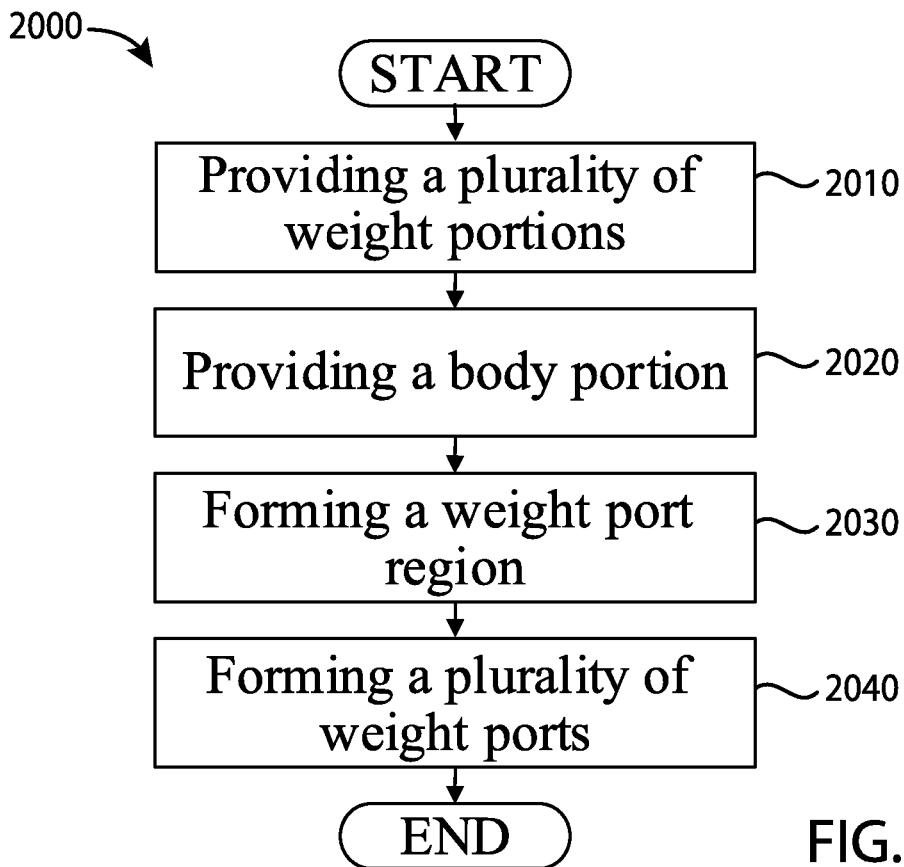 2000
START
Providing a plurality of
weight portions
2010
Providing a body portion
2020
Forming a weight port
region
2030
Forming a plurality of
weight ports
2040
END
FIG.